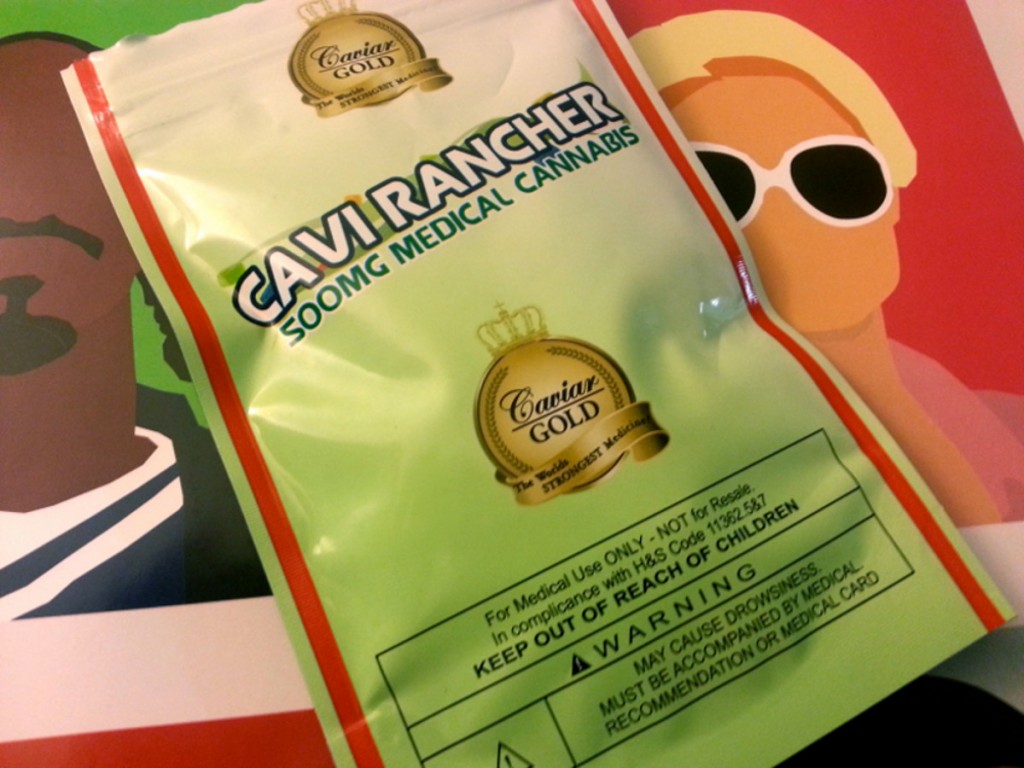 Caviar
GOLD
The Worlds
STRONGEST Medicine
CAVI RANCHER
500MG MEDICAL CANNABIS
Caviar
GOLD
The Worlds
STRONGEST Medicine
For Medical Use ONLY - NOT for Resale.
In complicance with H&S Code 11362.5&7
KEEP OUT OF REACH OF CHILDREN
WARNING
MAY CAUSE DROWSINESS.
MUST BE ACCOMPANIED BY MEDICAL.
RECOMMENDATION OR MEDICAL CARD